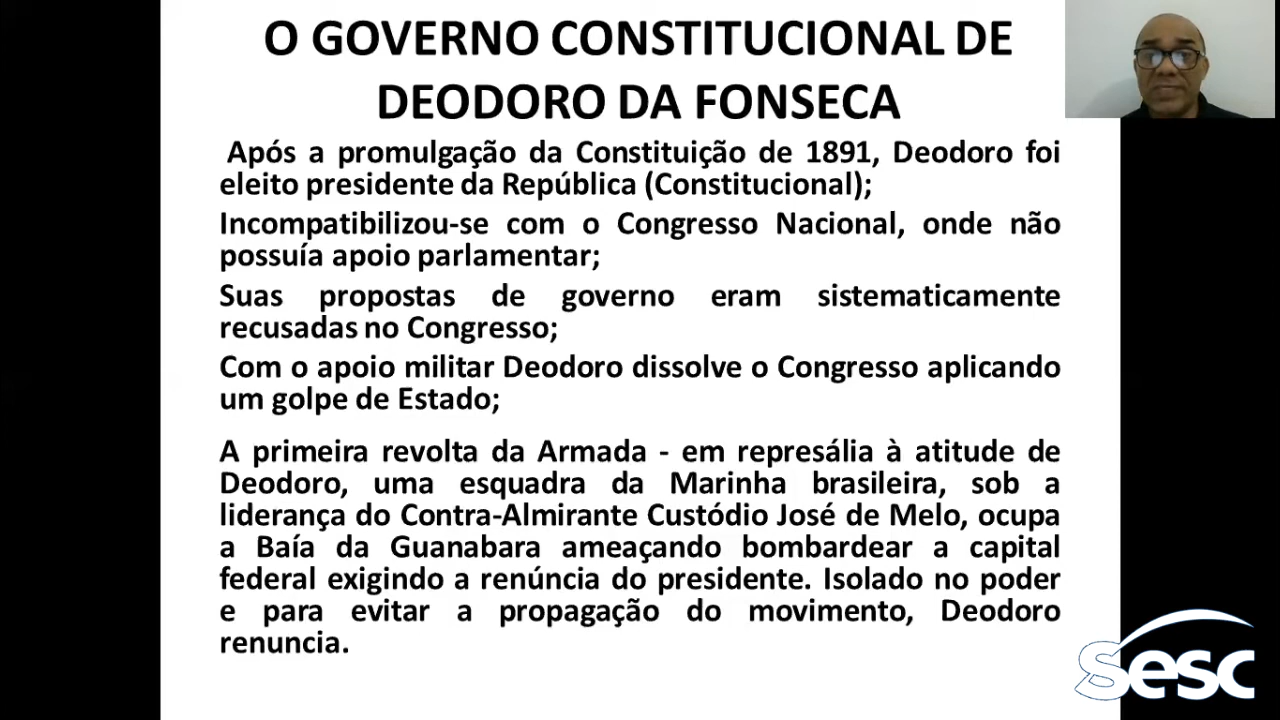 O GOVERNO CONSTITUCIONAL DE
DEODORO DA FONSECA
Após a promulgação da Constituição de 1891, Deodoro foi
eleito presidente da República (Constitucional);
Incompatibilizou-se com o Congresso Nacional, onde não
possuía apoio parlamentar;
Suas propostas de governo eram sistematicamente
recusadas no Congresso;
Com o apoio militar Deodoro dissolve o Congresso aplicando
um golpe de Estado;
A primeira revolta da Armada - em represália à atitude de
Deodoro, uma esquadra da Marinha brasileira, sob a
liderança do Contra-Almirante Custódio José de Melo, ocupa
a Baía da Guanabara ameaçando bombardear a capital
federal exigindo a renúncia do presidente. Isolado no poder
e para evitar a propagação do movimento, Deodoro
renuncia.
Sesc